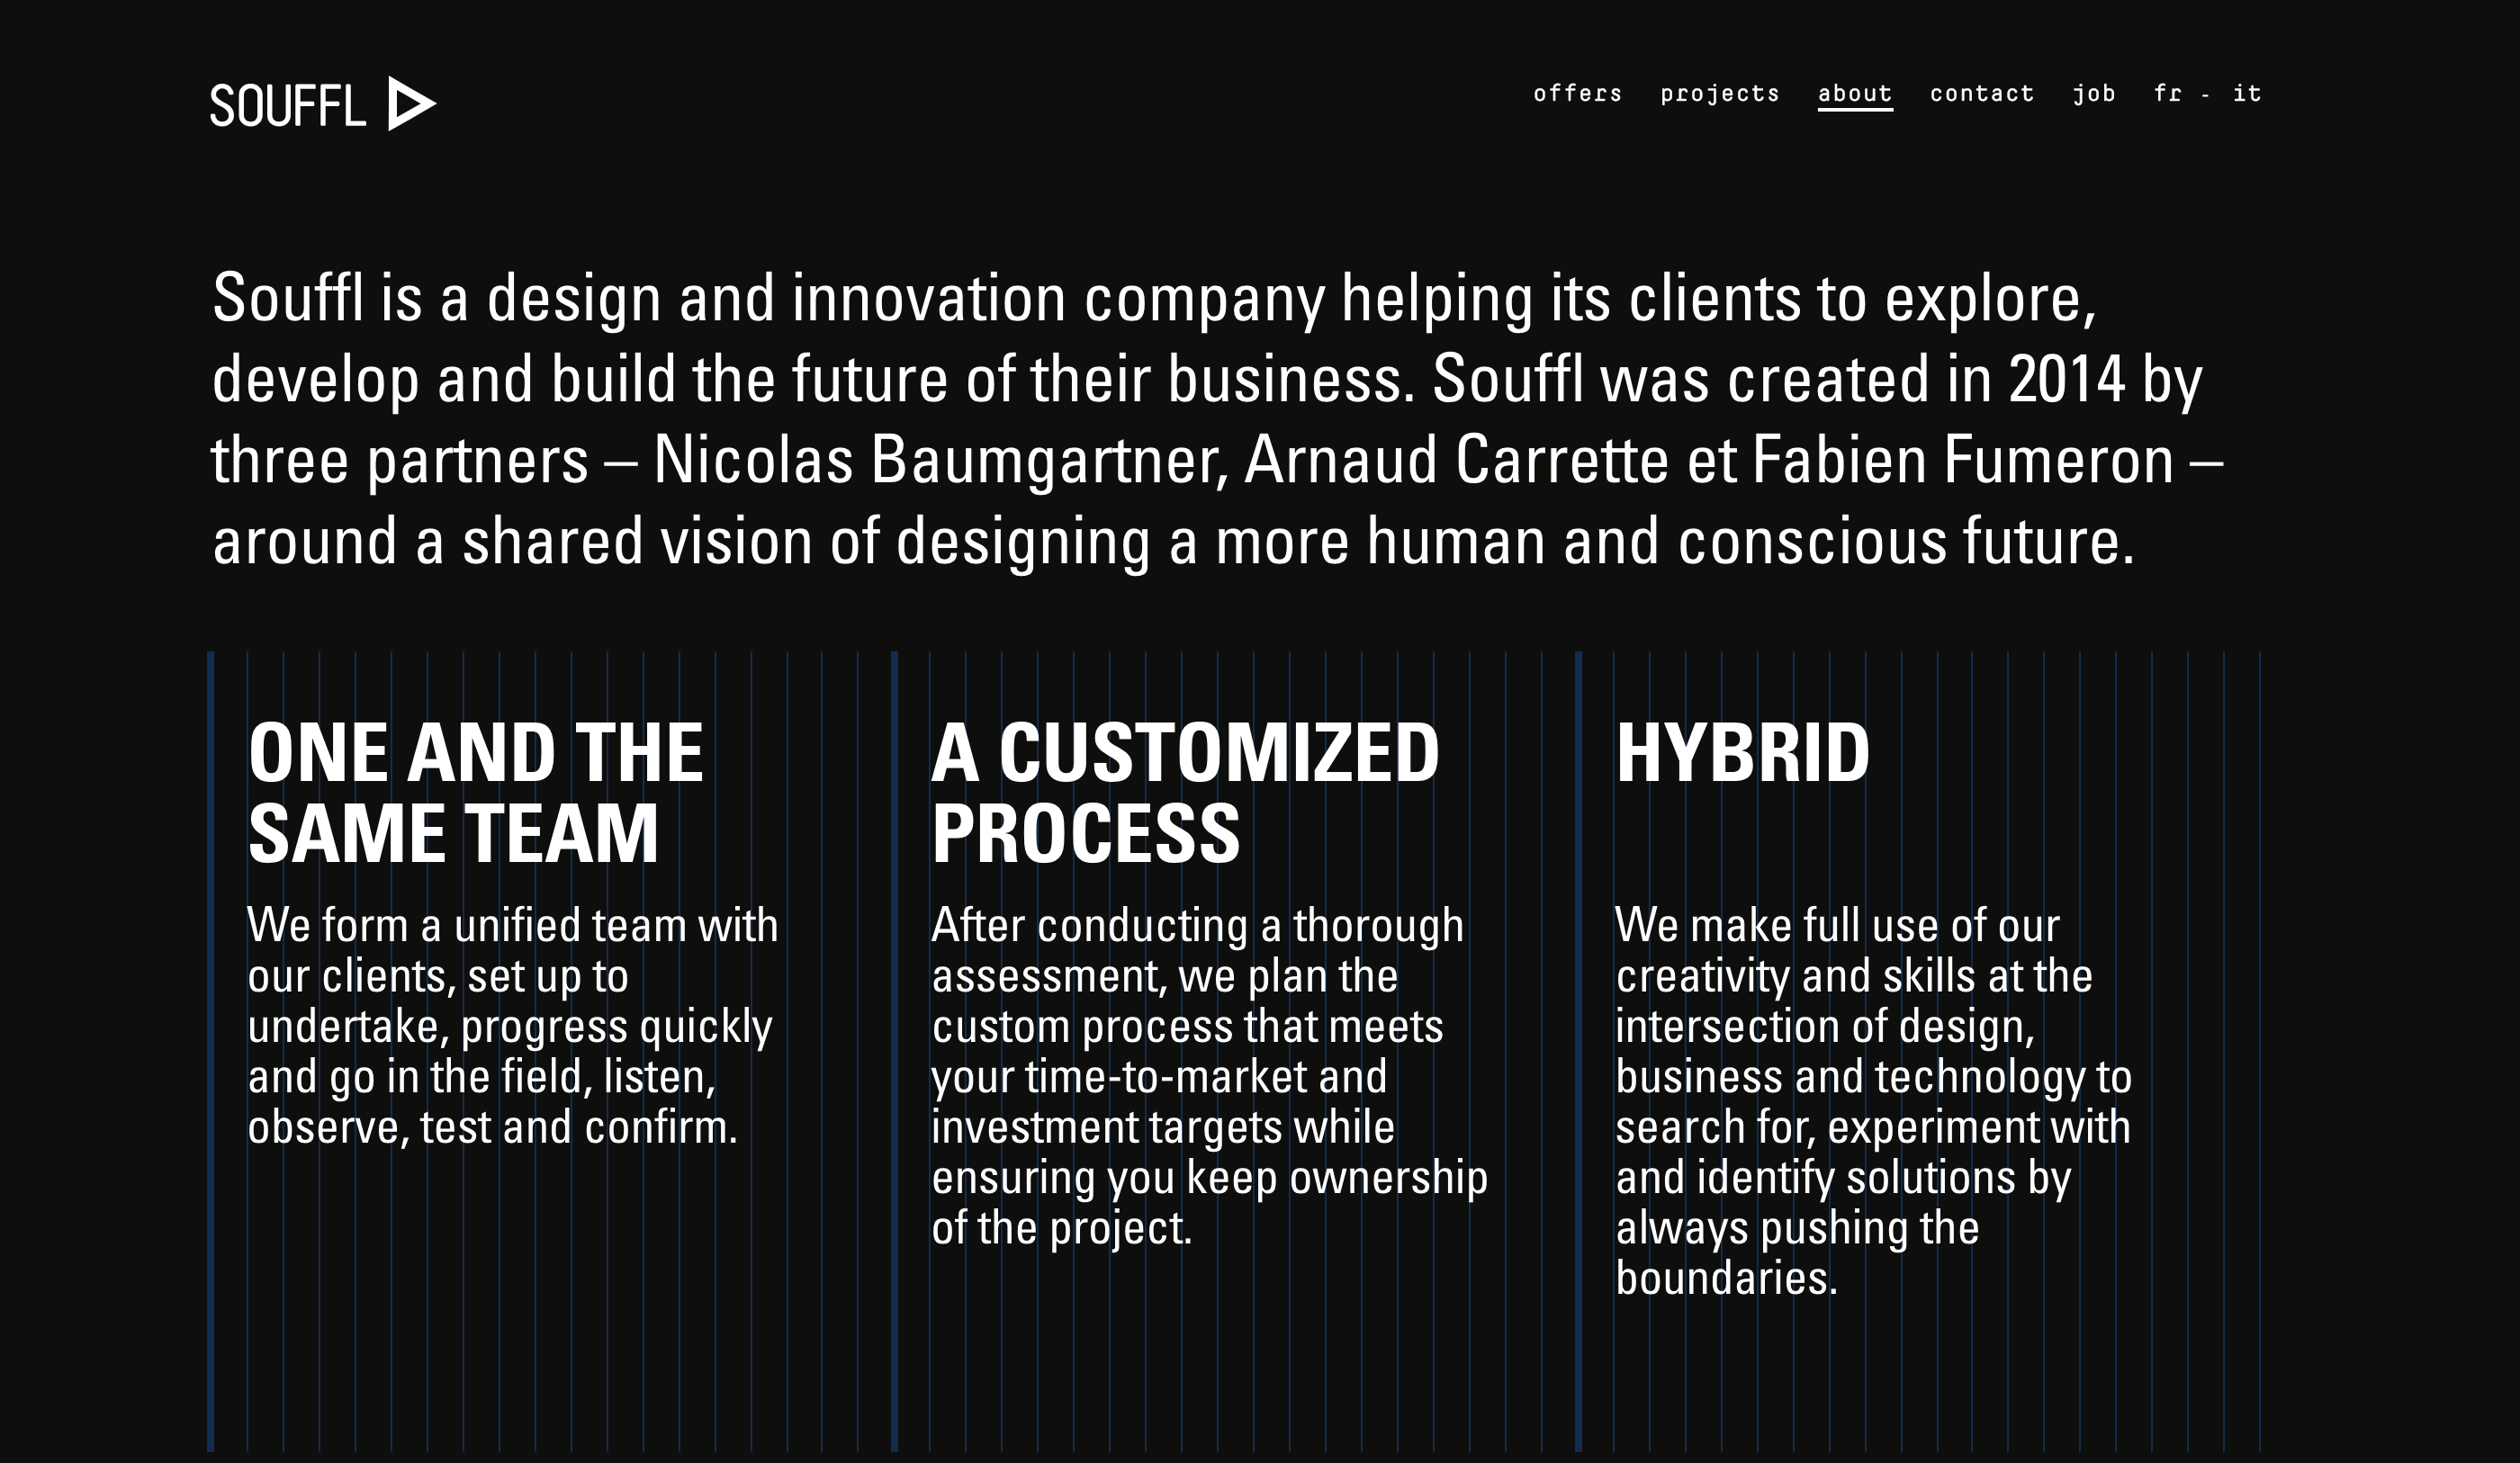 SOUFFL
offers projects about contact job fr - it
Souffl is a design and innovation company helping its clients to explore,
develop and build the future of their business. Souffl was created in 2014 by
three partners – Nicolas Baumgartner, Arnaud Carrette et Fabien Fumeron –
around a shared vision of designing a more human and conscious future.
ONE AND THE
SAME TEAM
We form a unified team with
our clients, set up to
undertake, progress quickly
and go in the field, listen,
observe, test and confirm.
A CUSTOMIZED
PROCESS
After conducting a thorough
assessment, we plan the
custom process that meets
your time-to-market and
investment targets while
ensuring you keep ownership
of the project.
HYBRID
We make full use of our
creativity and skills at the
intersection of design,
business and technology to
search for, experiment with
and identify solutions by
always pushing the
boundaries.